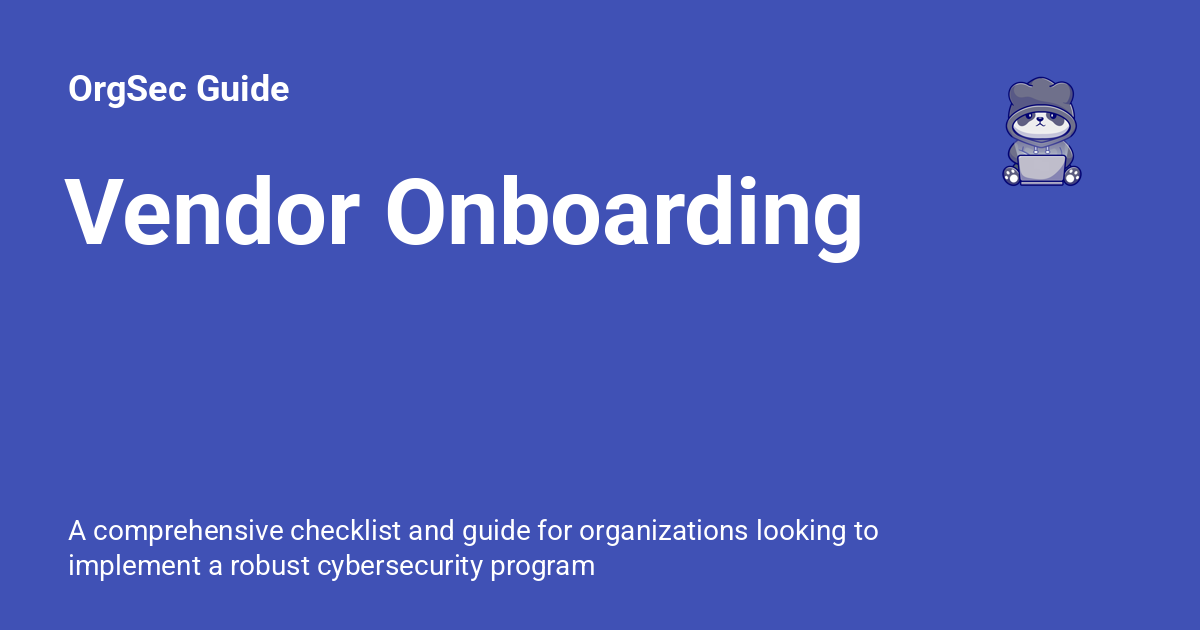 OrgSec Guide
Vendor Onboarding
A comprehensive checklist and guide for organizations looking to
implement a robust cybersecurity program